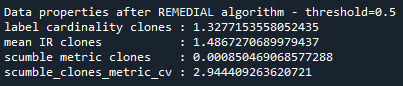 Data properties after REMEDIAL algorithm - threshold=0.5
label cardinality clones : 1.3277153558052435
mean IR clones           : 1.4867270689979437
scumble metric clones    : 0.000850469068577288
scumble_clones_metric_cv : 2.944409263620721